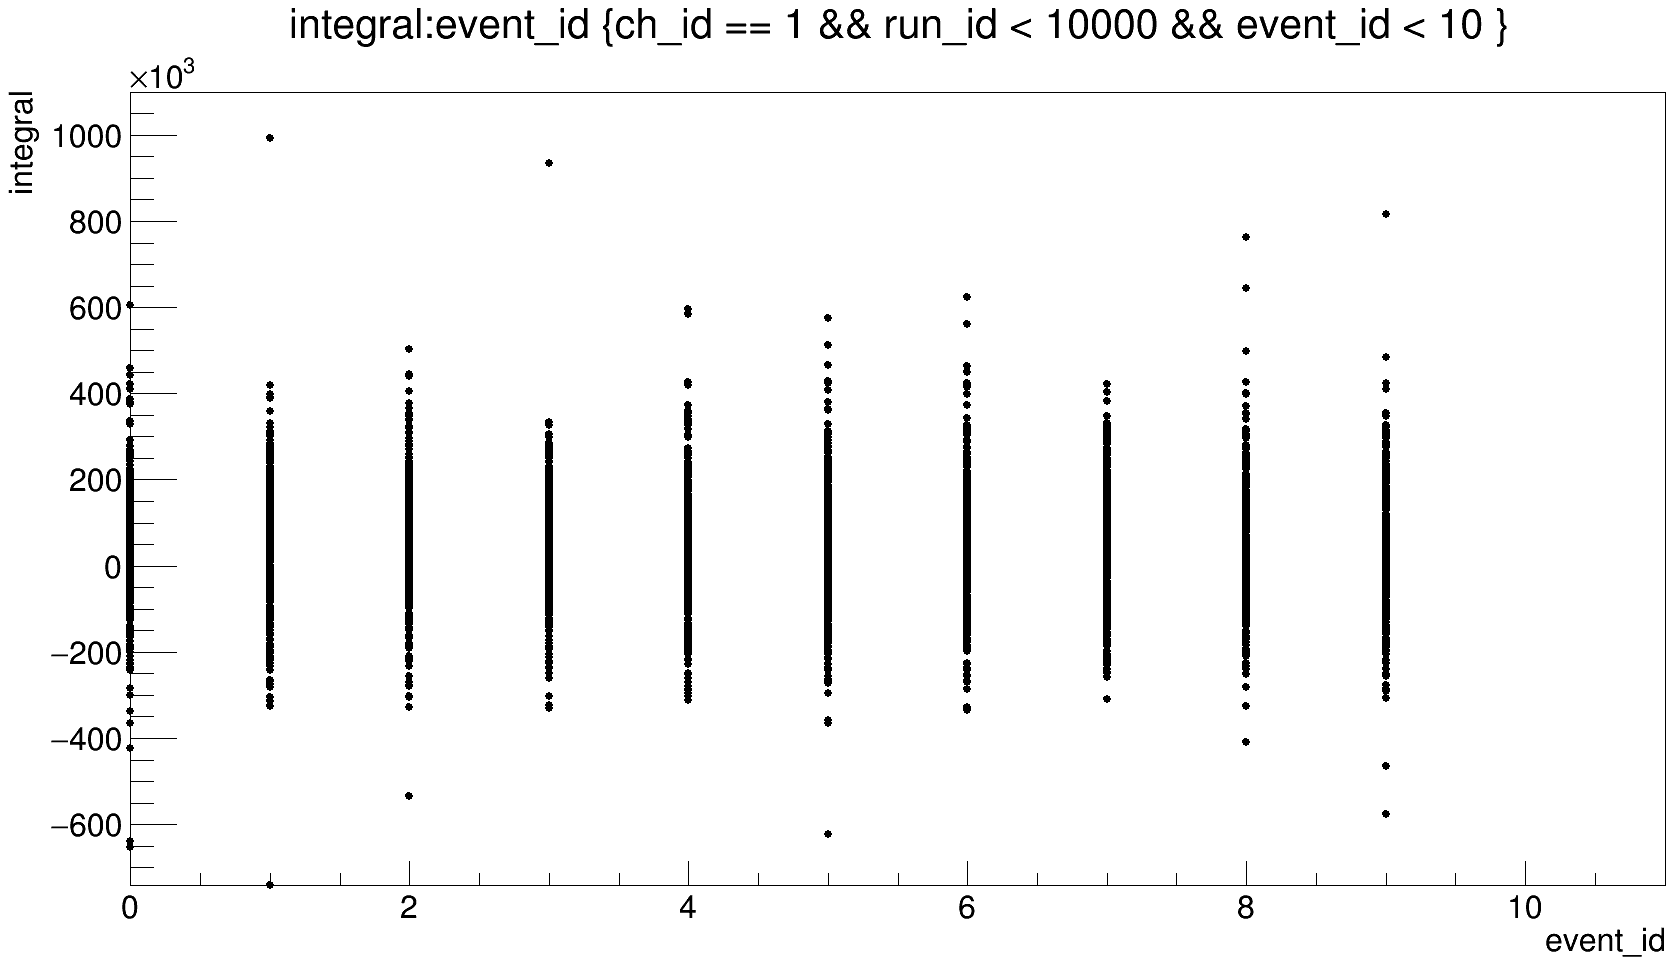 integral:event_id {ch_id == 1 && run_id < 10000 && event_id < 10 }
×10³
integral
1000
800
600
400
200
0
−200
−400
−600
0 2 4 6 8 10
event_id